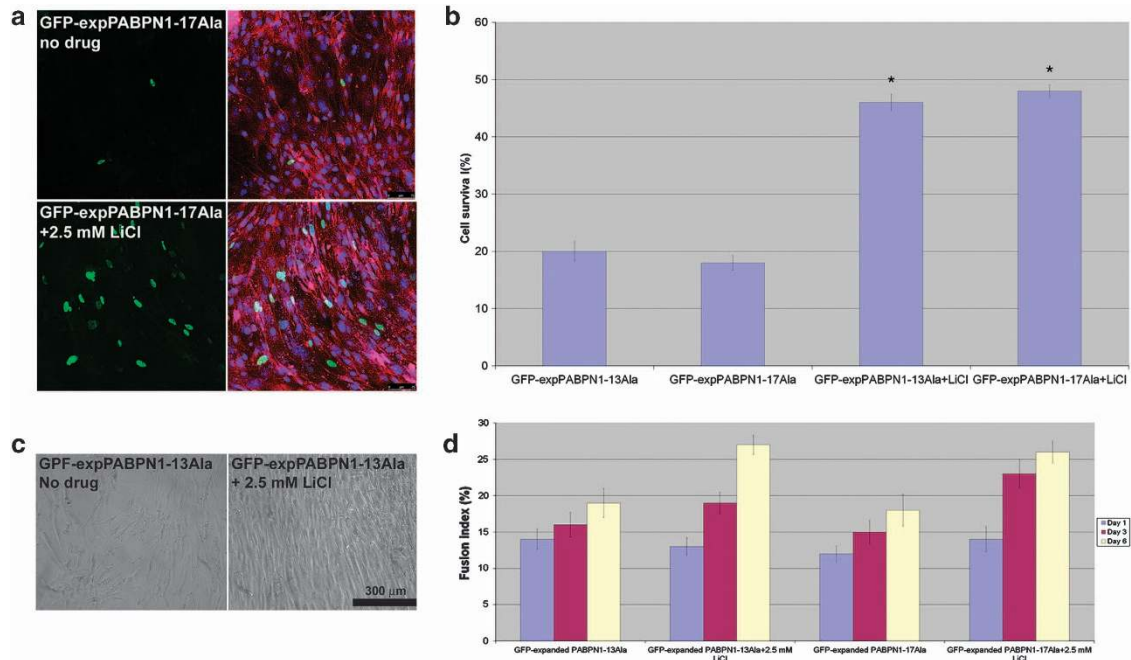 a
GFP-expPABPN1-17Ala
no drug
GFP-expPABPN1-17Ala
+2.5 mM LiCl
b
60
50
40
30
20
10
0
Cell surviva l(%)
*
*
GFP-expPABPN1-13Ala
GFP-expPABPN1-17Ala
GFP-expPABPN1-13Ala+LiCl
GFP-expPABPN1-17Ala+LiCl
c
GPF-expPABPN1-13Ala
No drug
GFP-expPABPN1-13Ala
+ 2.5 mM LiCl
300 µm
d
30
25
20
15
10
5
0
Fusion Index (%)
Day 1
Day 3
Day 6
GFP-expanded PABPN1-13Ala
GFP-expanded PABPN1-13Ala+2.5 mM
LiCl
GFP-expanded PABPN1-17Ala
GFP-expanded PABPN1-17Ala+2.5 mM
LiCl